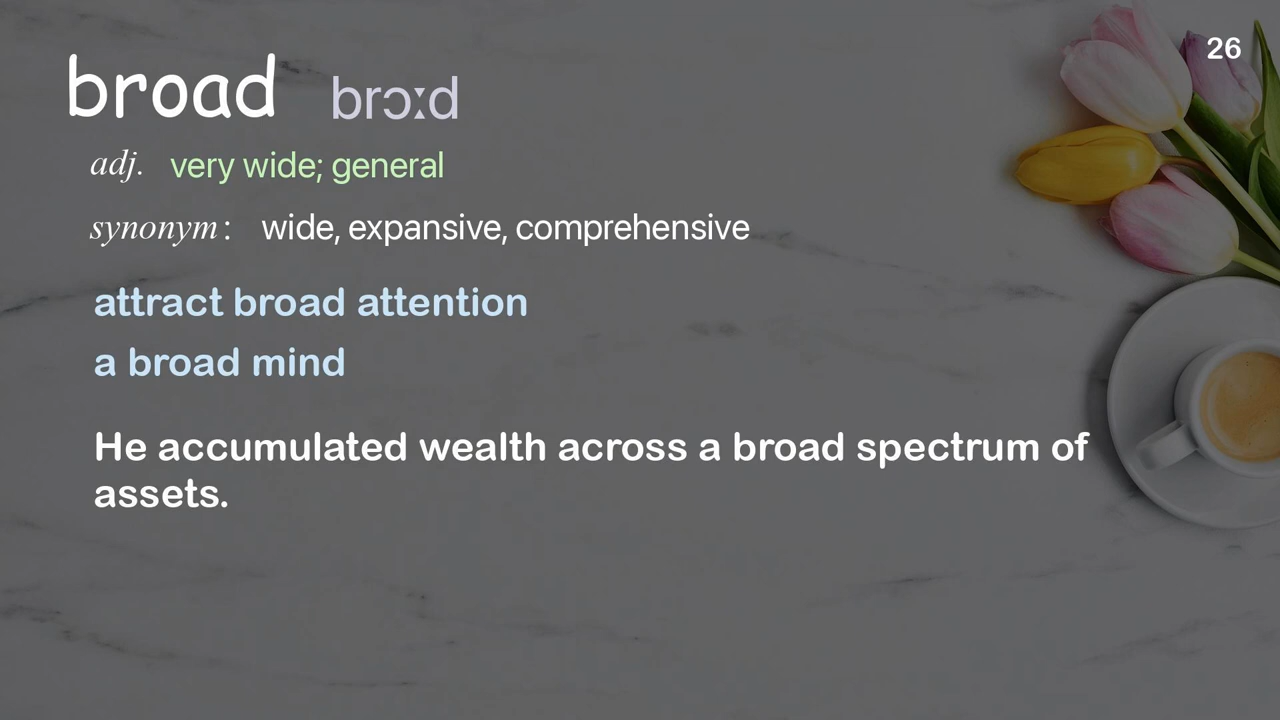 26
broad brɔːd
adj. very wide; general
synonym: wide, expansive, comprehensive
attract broad attention
a broad mind
He accumulated wealth across a broad spectrum of
assets.